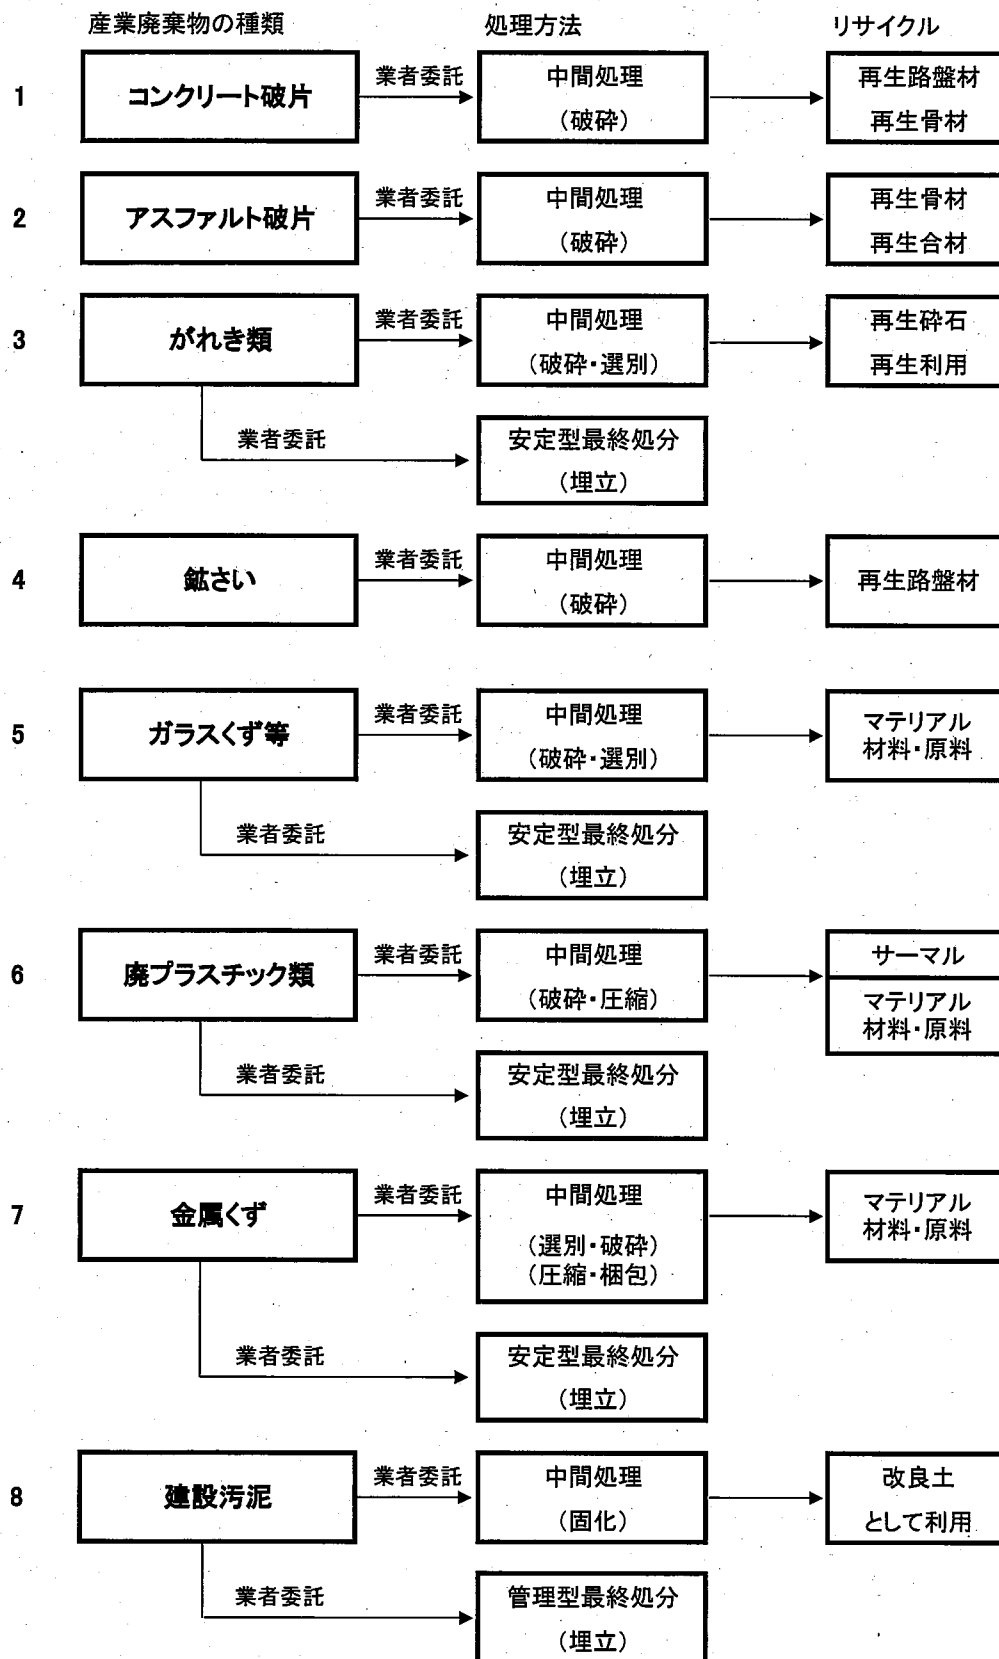 産業廃棄物の種類 処理方法 リサイクル
1 コンクリート破片 業者委託 中間処理 再生路盤材
(破砕) 再生骨材
2 アスファルト破片 業者委託 中間処理 再生骨材
(破砕) 再生合材
3 がれき類 業者委託 中間処理 再生砕石
(破砕・選別) 再生利用
業者委託 安定型最終処分
(埋立)
4 鉱さい 業者委託 中間処理 再生路盤材
(破砕)
5 ガラスくず等 業者委託 中間処理 マテリアル
(破砕・選別) 材料・原料
業者委託 安定型最終処分
(埋立)
6 廃プラスチック類 業者委託 中間処理 サーマル
(破砕・圧縮) マテリアル
材料・原料
業者委託 安定型最終処分
(埋立)
7 金属くず 業者委託 中間処理 マテリアル
(選別・破砕) 材料・原料
(圧縮・梱包)
業者委託 安定型最終処分
(埋立)
8 建設汚泥 業者委託 中間処理 改良土
(固化) として利用
業者委託 管理型最終処分
(埋立)